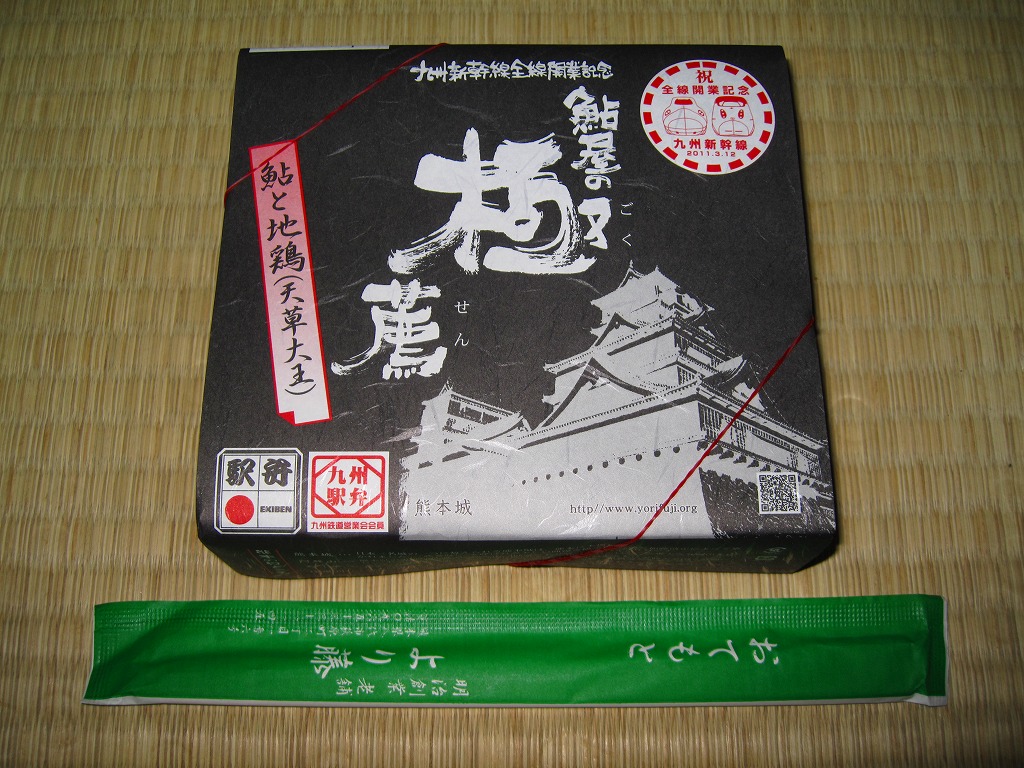 九州新幹線全線開業記念
祝
全線開業記念
九州新幹線
2011.3.12
鮎屋の
極
ごく
薦
せん
鮎と地鶏(天草大王)
駅弁
EKIBEN
九州
駅弁
九州鉄道営業会会員
熊本城
http://www.yorifuji.org
おてもと
より藤
明治創業老舗